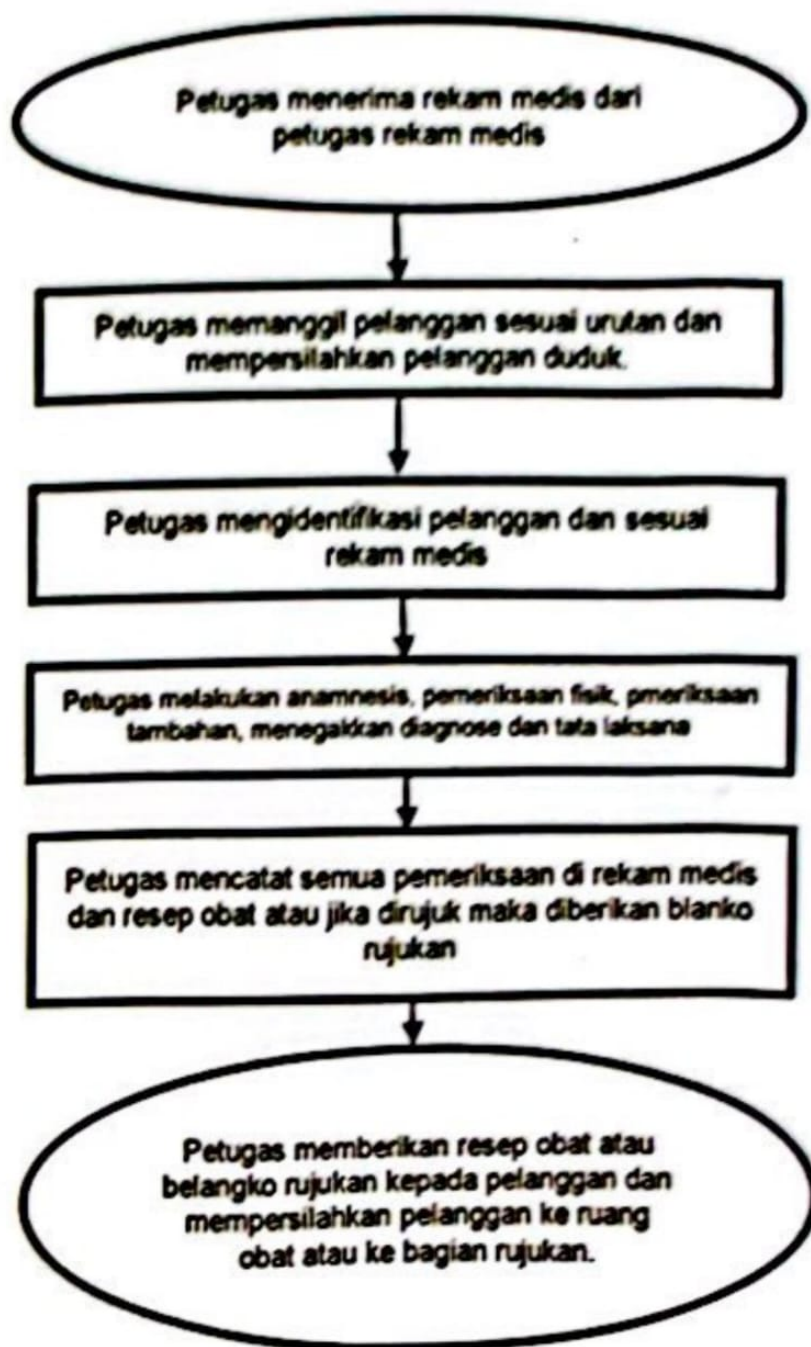 Petugas menerima rekam medis dari
petugas rekam medis
Petugas memanggil pelanggan sesuai urutan dan
mempersilahkan pelanggan duduk.
Petugas mengidentifikasi pelanggan dan sesuai
rekam medis
Petugas melakukan anamnesis, pemeriksaan fisik, pmeriksaan
tambahan, menegakkan diagnose dan tata laksana
Petugas mencatat semua pemeriksaan di rekam medis
dan resep obat atau jika dirujuk maka diberikan blanko
rujukan
Petugas memberikan resep obat atau
belangko rujukan kepada pelanggan dan
mempersilahkan pelanggan ke ruang
obat atau ke bagian rujukan.